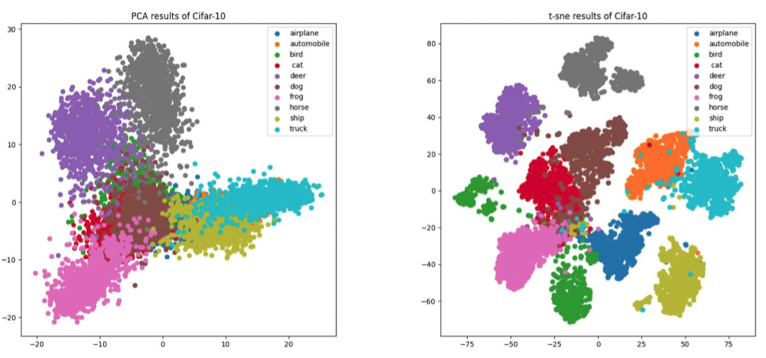 PCA results of Cifar-10
30
20
10
0
−10
−20
−20
−10
0
10
20
airplane
automobile
bird
cat
deer
dog
frog
horse
ship
truck
t-sne results of Cifar-10
80
60
40
20
0
−20
−40
−60
−75
−50
−25
0
25
50
75
airplane
automobile
bird
cat
deer
dog
frog
horse
ship
truck